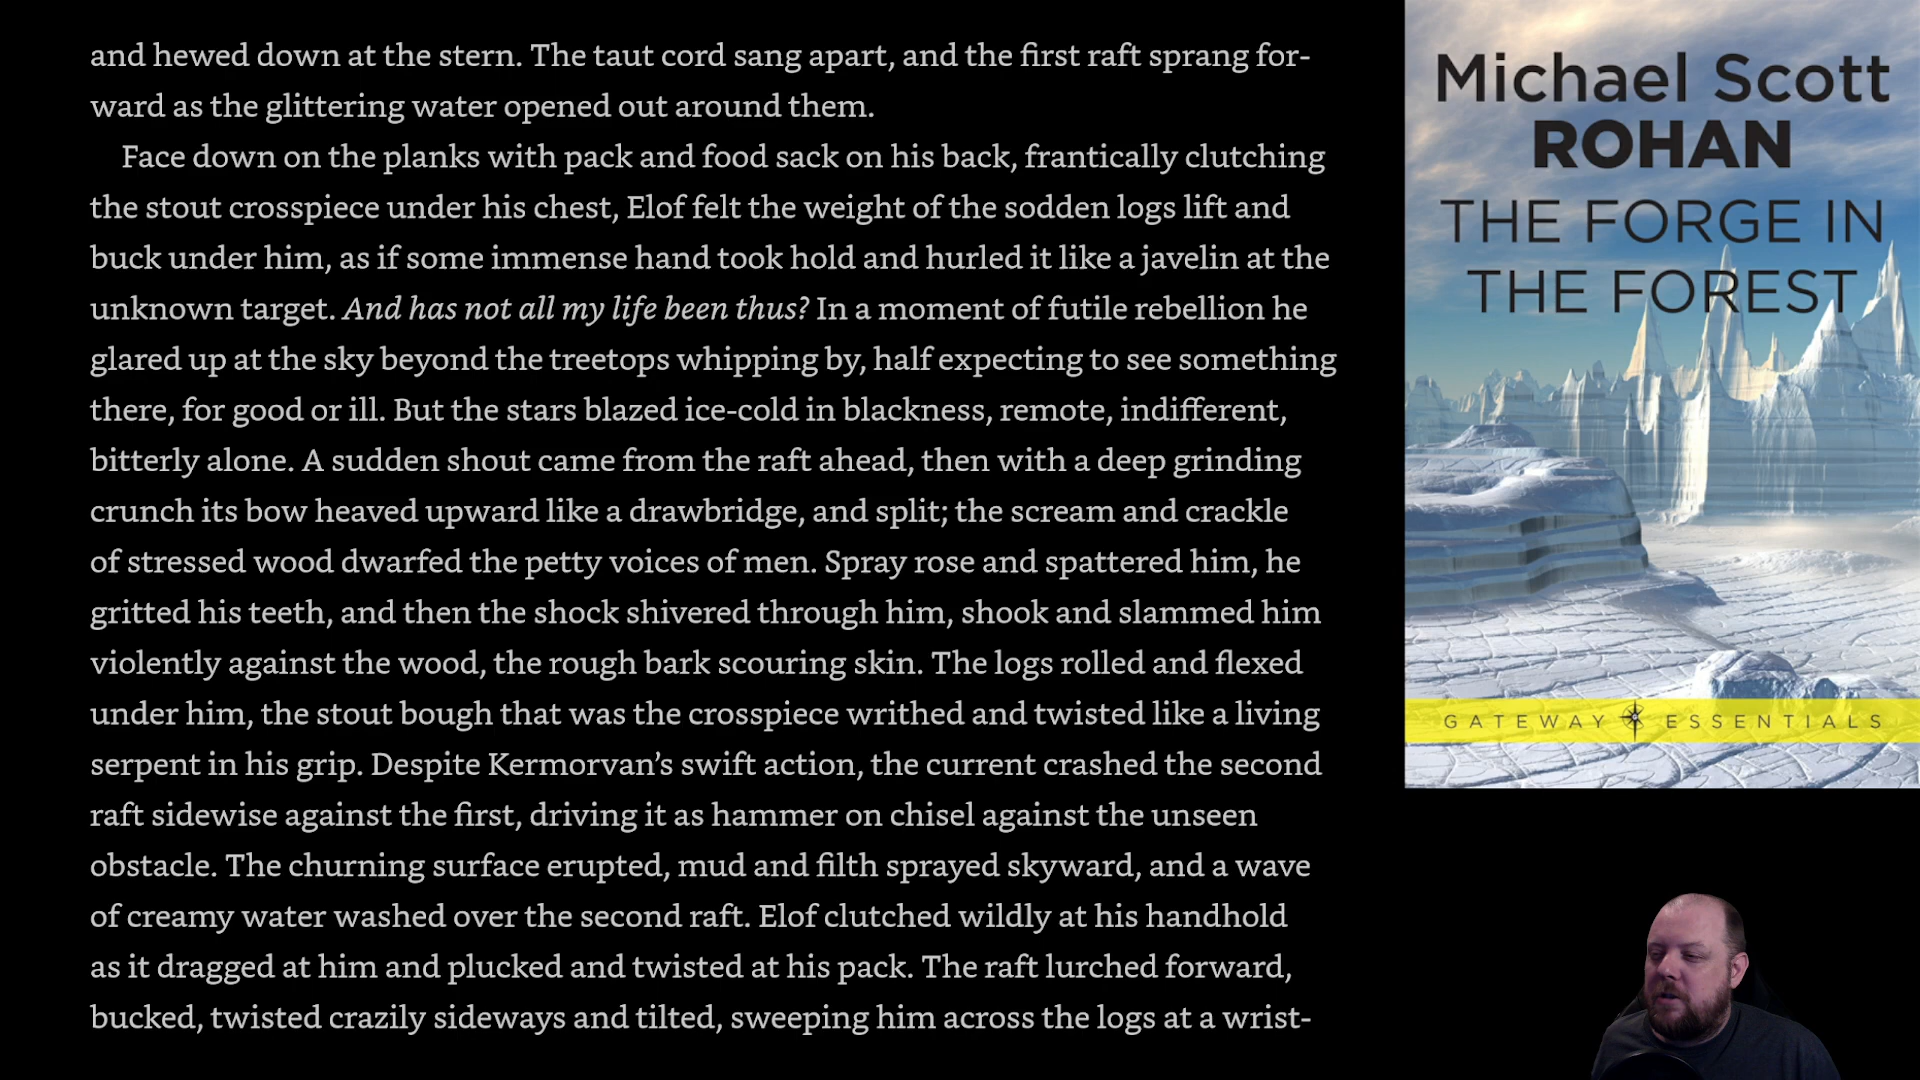 and hewed down at the stern. The taut cord sang apart, and the first raft sprang for-
ward as the glittering water opened out around them.
Face down on the planks with pack and food sack on his back, frantically clutching
the stout crosspiece under his chest, Elof felt the weight of the sodden logs lift and
buck under him, as if some immense hand took hold and hurled it like a javelin at the
unknown target. And has not all my life been thus? In a moment of futile rebellion he
glared up at the sky beyond the treetops whipping by, half expecting to see something
there, for good or ill. But the stars blazed ice-cold in blackness, remote, indifferent,
bitterly alone. A sudden shout came from the raft ahead, then with a deep grinding
crunch its bow heaved upward like a drawbridge, and split; the scream and crackle
of stressed wood dwarfed the petty voices of men. Spray rose and spattered him, he
gritted his teeth, and then the shock shivered through him, shook and slammed him
violently against the wood, the rough bark scouring skin. The logs rolled and flexed
under him, the stout bough that was the crosspiece writhed and twisted like a living
serpent in his grip. Despite Kermorvan’s swift action, the current crashed the second
raft sidewise against the first, driving it as hammer on chisel against the unseen
obstacle. The churning surface erupted, mud and filth sprayed skyward, and a wave
of creamy water washed over the second raft. Elof clutched wildly at his handhold
as it dragged at him and plucked and twisted at his pack. The raft lurched forward,
bucked, twisted crazily sideways and tilted, sweeping him across the logs at a wrist-
Michael Scott
ROHAN
THE FORGE IN
THE FOREST
GATEWAY ESSENTIALS